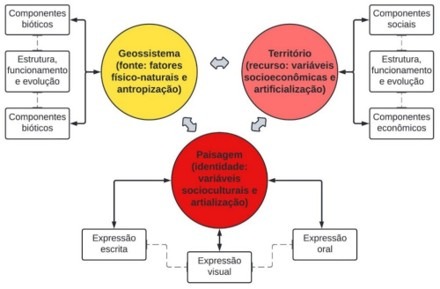 Componentes
bióticos
Estrutura,
funcionamento
e evolução
Componentes
bióticos
Geossistema
(fonte: fatores
físico-naturais e
antropização)
Território
(recurso: variáveis
socioeconômicas e
artificialização)
Componentes
sociais
Estrutura,
funcionamento
e evolução
Componentes
econômicos
Paisagem
(identidade:
variáveis
socioculturais e
artialização)
Expressão
escrita
Expressão
visual
Expressão
oral